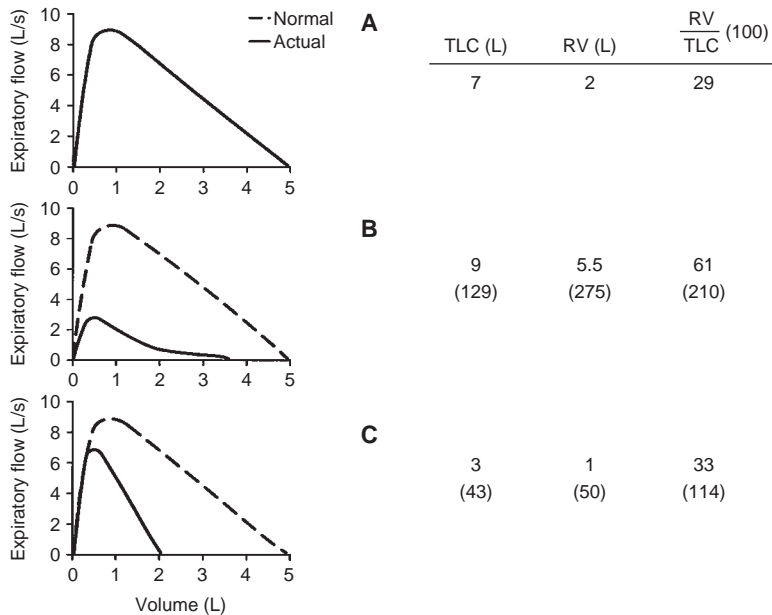 Expiratory flow (L/s)
10
8
6
4
2
0
0 1 2 3 4 5
Normal
Actual
A
TLC (L) RV (L) RV/TLC (100)
7 2 29
Expiratory flow (L/s)
10
8
6
4
2
0
0 1 2 3 4 5
B
9 5.5 61
(129) (275) (210)
Expiratory flow (L/s)
10
8
6
4
2
0
0 1 2 3 4 5
Volume (L)
C
3 1 33
(43) (50) (114)